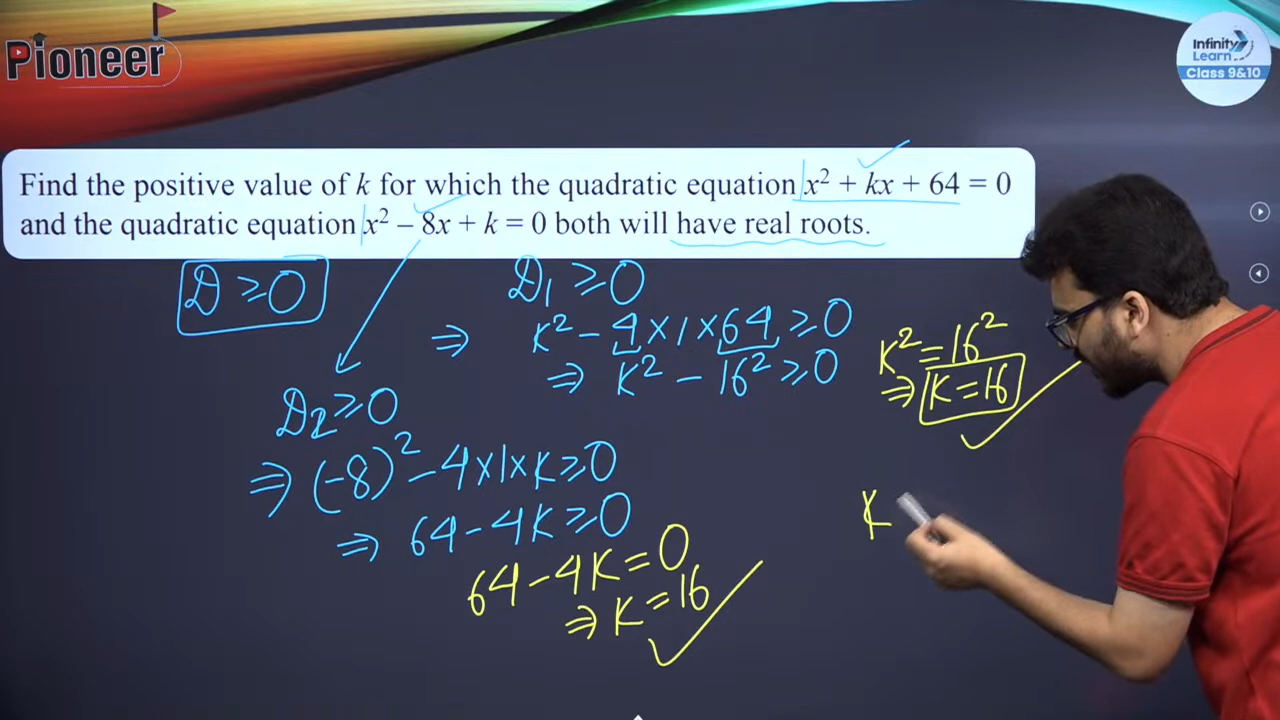 Pioneer
Infinity
Learn
Class 9&10
Find the positive value of k for which the quadratic equation x² + kx + 64 = 0
and the quadratic equation x² – 8x + k = 0 both will have real roots.
D ≥ 0
D₁ ≥ 0
⇒ K² - 4×1×64 ≥ 0
⇒ K² - 16² ≥ 0
K² = 16²
⇒ K = 16
D₂ ≥ 0
⇒ (-8)² - 4×1×K ≥ 0
⇒ 64 - 4K ≥ 0
64 - 4K = 0
⇒ K = 16
K